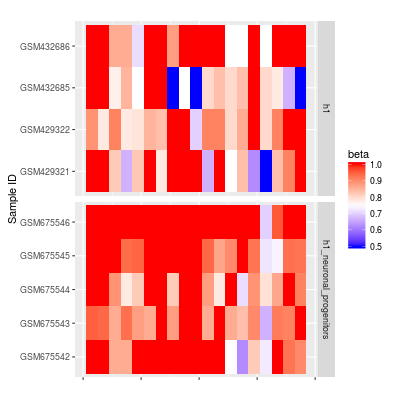 Sample ID
GSM432686
GSM432685
GSM429322
GSM429321
h1
GSM675546
GSM675545
GSM675544
GSM675543
GSM675542
h1_neuronal_progenitors
beta
1.0
0.9
0.8
0.7
0.6
0.5